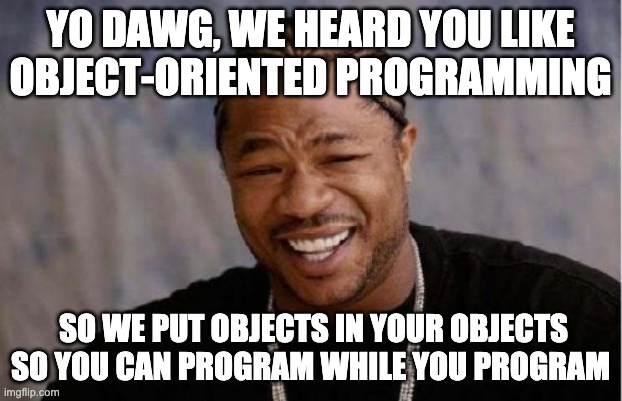 YO DAWG, WE HEARD YOU LIKE
OBJECT-ORIENTED PROGRAMMING
SO WE PUT OBJECTS IN YOUR OBJECTS
SO YOU CAN PROGRAM WHILE YOU PROGRAM
imgflip.com